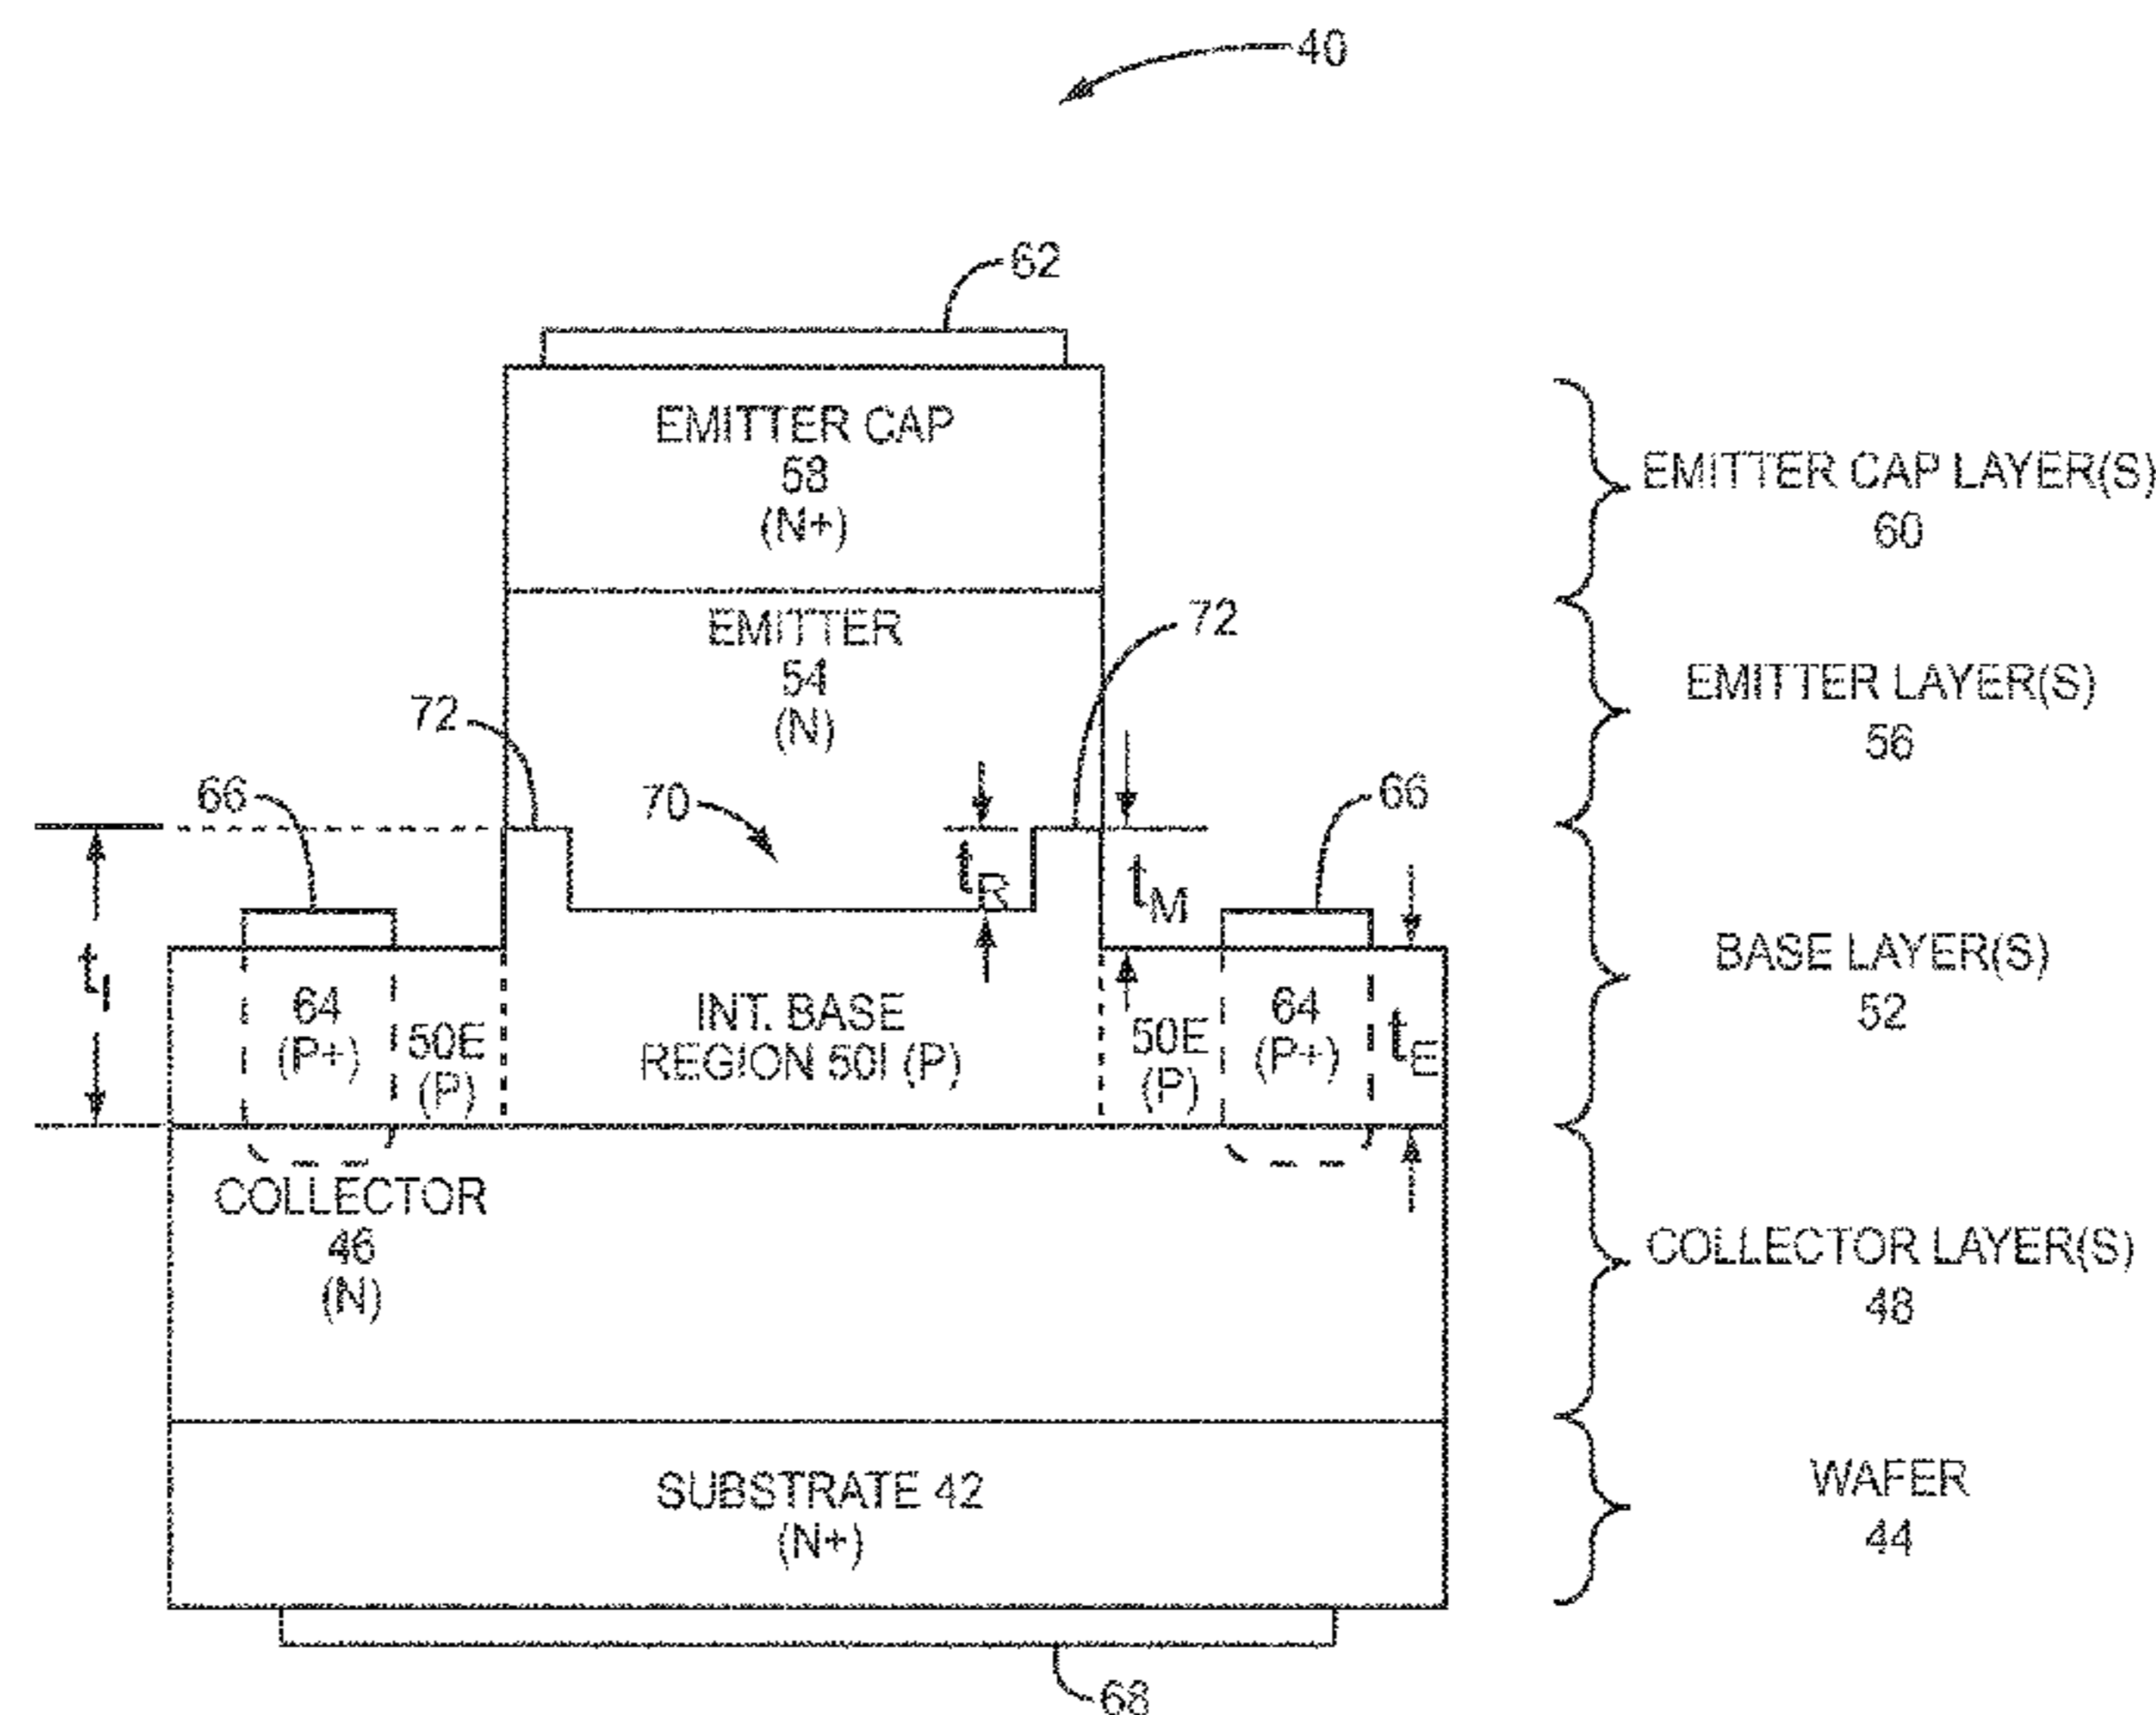 40
62
EMITTER CAP
58
(N+)
EMITTER CAP LAYER(S)
60
EMITTER
54
(N)
72
EMITTER LAYER(S)
56
72
66
70
66
tR
tM
tI
BASE LAYER(S)
52
64
(P+)
50E
(P)
INT. BASE
REGION 50I (P)
50E
(P)
64
(P+)
tE
COLLECTOR
46
(N)
COLLECTOR LAYER(S)
48
SUBSTRATE 42
(N+)
WAFER
44
68